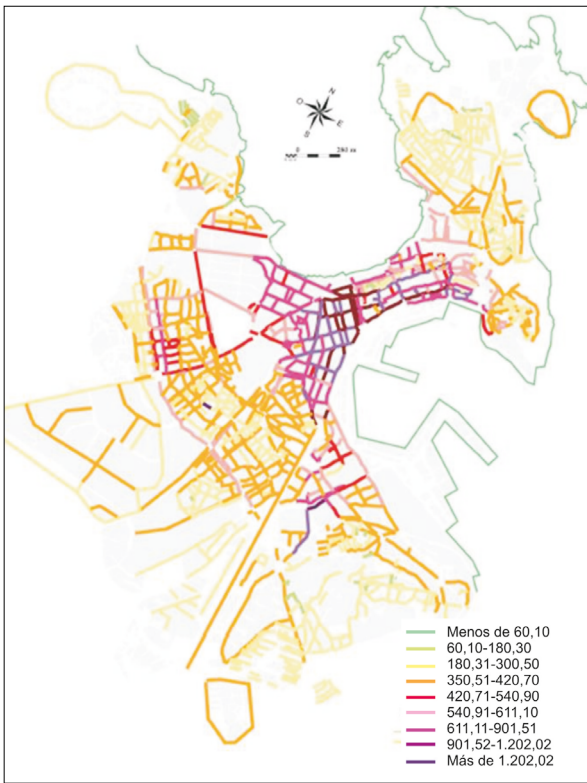 N
O
E
S
0 280 m
Menos de 60,10
60,10-180,30
180,31-300,50
350,51-420,70
420,71-540,90
540,91-611,10
611,11-901,51
901,52-1.202,02
Más de 1.202,02